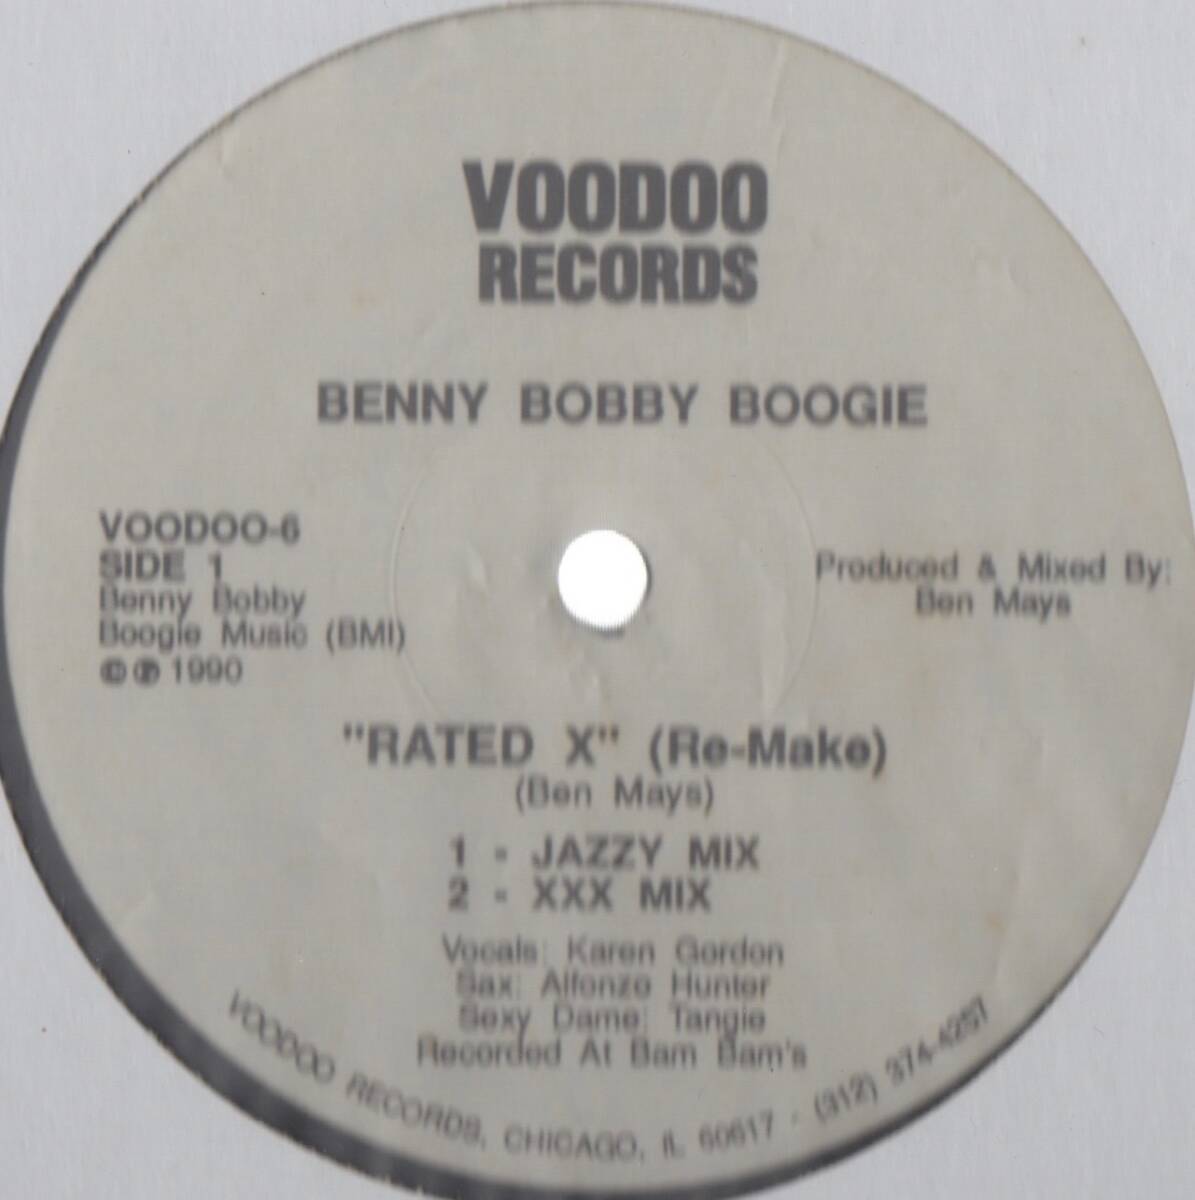 VOODOO
RECORDS
BENNY BOBBY BOOGIE
VOODOO-6
SIDE 1
Benny Bobby
Boogie Music (BMI)
© ℗ 1990
Produced & Mixed By:
Ben Mays
"RATED X" (Re-Make)
(Ben Mays)
1 - JAZZY MIX
2 - XXX MIX
Vocals: Karen Gordon
Sax: Alfonzo Hunter
Sexy Dame: Tangie
Recorded At Bam Bam's
VOODOO RECORDS, CHICAGO, IL 60617 - (312) 374-4257